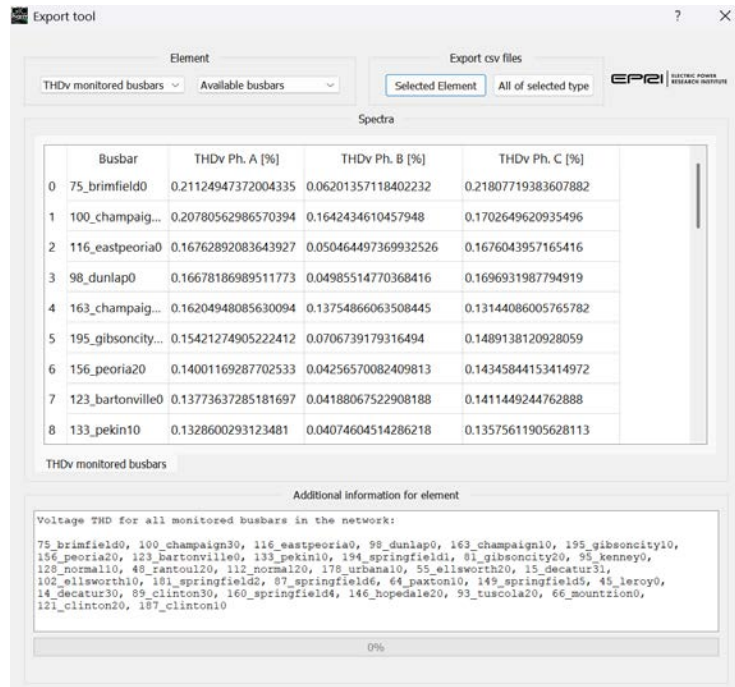 Export tool
?
×
Element
Export csv files
THDv monitored busbars
Available busbars
Selected Element
All of selected type
EPRI ELECTRIC POWER
RESEARCH INSTITUTE
Spectra
Busbar THDv Ph. A [%] THDv Ph. B [%] THDv Ph. C [%]
0 75_brimfield0 0.21124947372004335 0.06201357118402232 0.21807719383607882
1 100_champaig... 0.20780562986570394 0.1642434610457948 0.1702649620935496
2 116_eastpeoria0 0.16762892083643927 0.050464497369932526 0.1676043957165416
3 98_dunlap0 0.16678186989511773 0.04985514770368416 0.1696931987794919
4 163_champaig... 0.16204948085630094 0.13754866063508445 0.13144086005765782
5 195_gibsoncity... 0.15421274905222412 0.0706739179316494 0.1489138120928059
6 156_peoria20 0.14001169287702533 0.04256570082409813 0.14345844153414972
7 123_bartonville0 0.13773637285181697 0.04188067522908188 0.1411449244762888
8 133_pekin10 0.1328600293123481 0.04074604514286218 0.13575611905628113
THDv monitored busbars
Additional information for element
Voltage THD for all monitored busbars in the network:
75_brimfield0, 100_champaign30, 116_eastpeoria0, 98_dunlap0, 163_champaign10, 195_gibsoncity10,
156_peoria20, 123_bartonville0, 133_pekin10, 194_springfield1, 81_gibsoncity20, 95_kenney0,
128_normal10, 48_rantoul20, 112_normal20, 178_urbana10, 55_ellsworth20, 15_decatur31,
102_ellsworth10, 181_springfield2, 87_springfield6, 64_paxton10, 149_springfield5, 45_leroy0,
14_decatur30, 89_clinton30, 160_springfield4, 146_hopedale20, 93_tuscola20, 66_mountzion0,
121_clinton20, 187_clinton10
0%